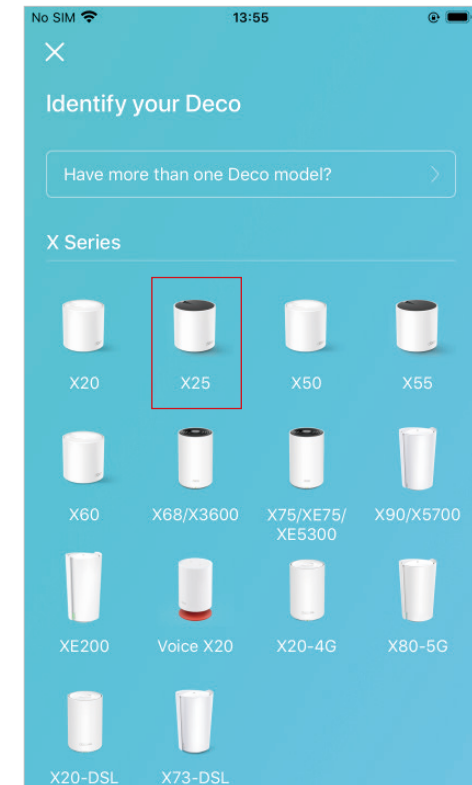 No SIM 13:55
Identify your Deco
Have more than one Deco model?
X Series
X20 X25 X50 X55
X60 X68/X3600 X75/XE75/ X90/X5700
XE5300
XE200 Voice X20 X20-4G X80-5G
X20-DSL X73-DSL